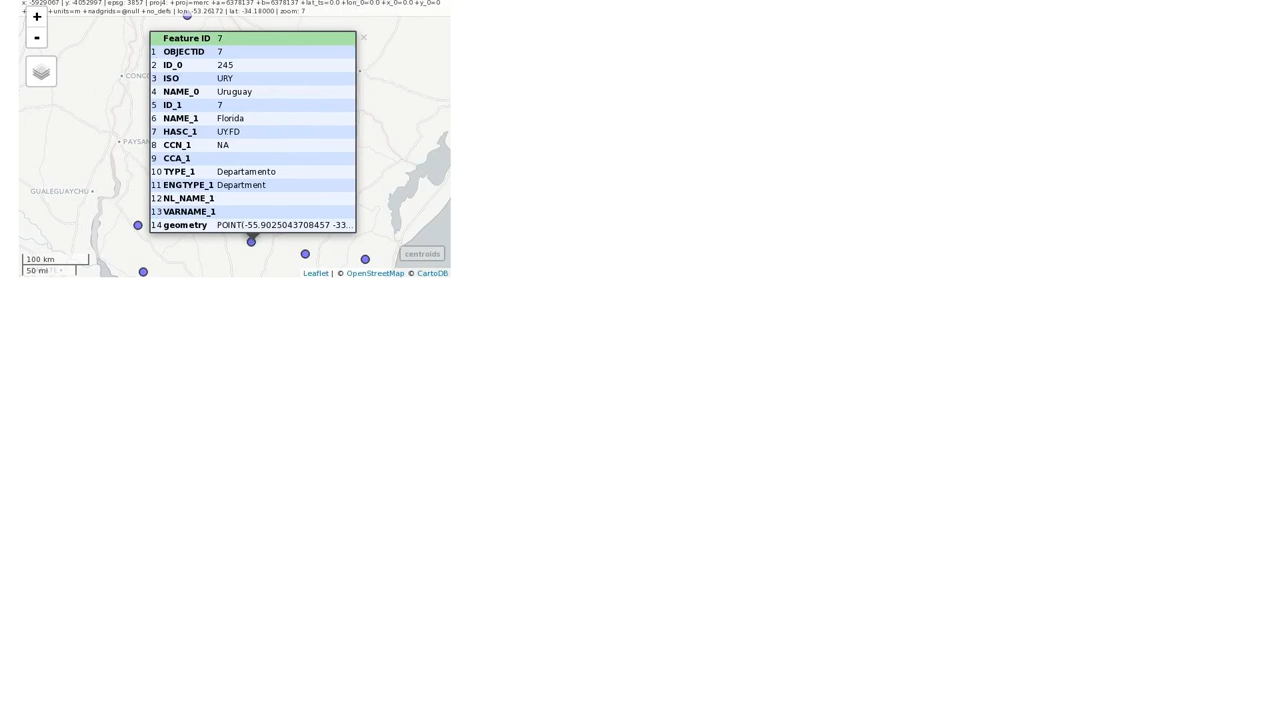 x: -5929067 | y: -4052997 | epsg: 3857 | proj4: +proj=merc +a=6378137 +b=6378137 +lat_ts=0.0 +lon_0=0.0 +x_0=0.0 +y_0=0
+units=m +nadgrids=@null +no_defs | lon: -53.26172 | lat: -34.18000 | zoom: 7
+
-
Feature ID 7
1 OBJECTID 7
2 ID_0 245
3 ISO URY
4 NAME_0 Uruguay
5 ID_1 7
6 NAME_1 Florida
7 HASC_1 UY.FD
8 CCN_1 NA
9 CCA_1
10 TYPE_1 Departamento
11 ENGTYPE_1 Department
12 NL_NAME_1
13 VARNAME_1
14 geometry POINT(-55.9025043708457 -33...
×
CONCO
PAYSAN
GUALEGUAYCHÚ
centroids
100 km
50 mi
Leaflet | © OpenStreetMap © CartoDB